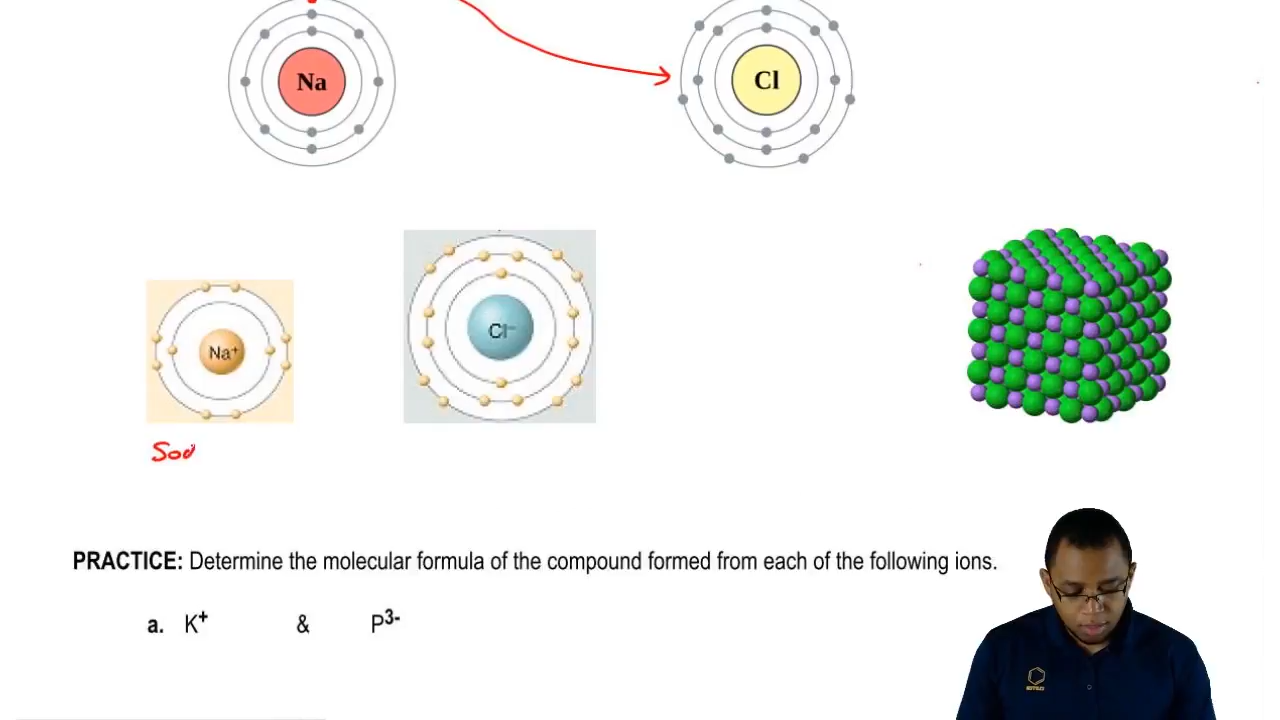 Na
Cl
Na⁺
Cl⁻
Sod
PRACTICE: Determine the molecular formula of the compound formed from each of the following ions.
a. K⁺ & P³⁻